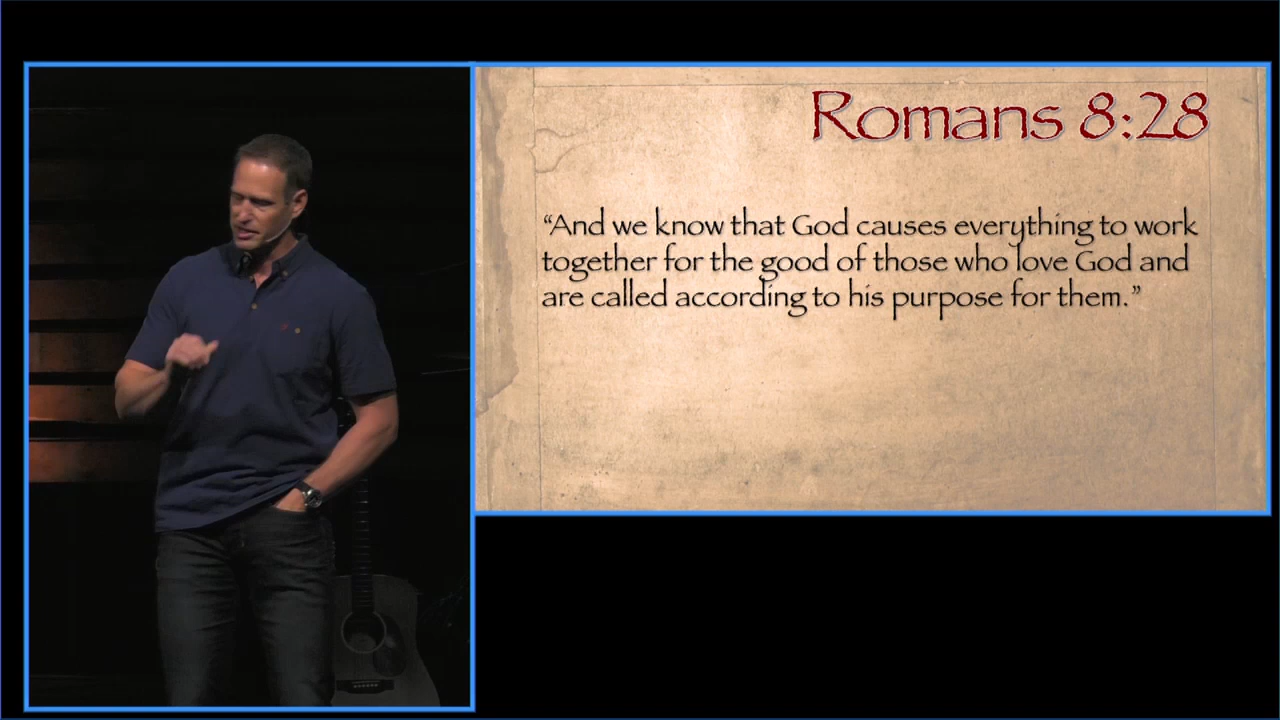 Romans 8:28
“And we know that God causes everything to work
together for the good of those who love God and
are called according to his purpose for them.”